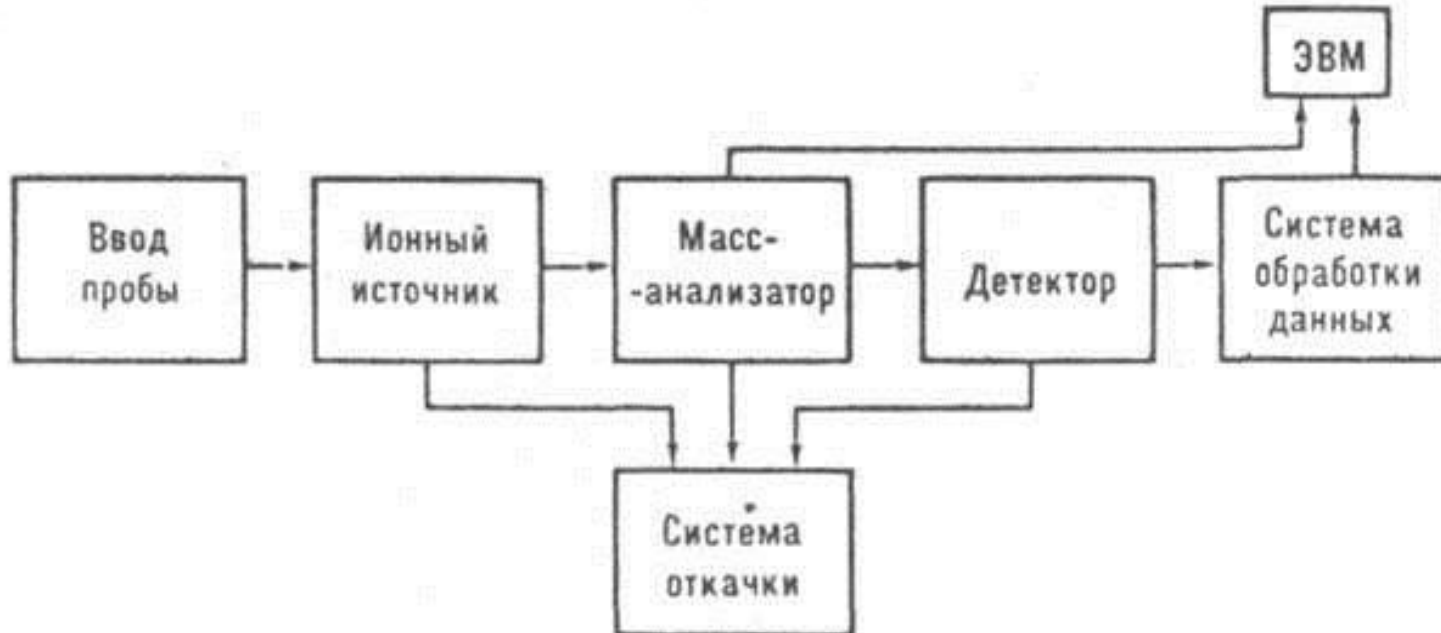 ЭВМ
Ввод
пробы
Ионный
источник
Масс-
-анализатор
Детектор
Система
обработки
данных
Система
откачки